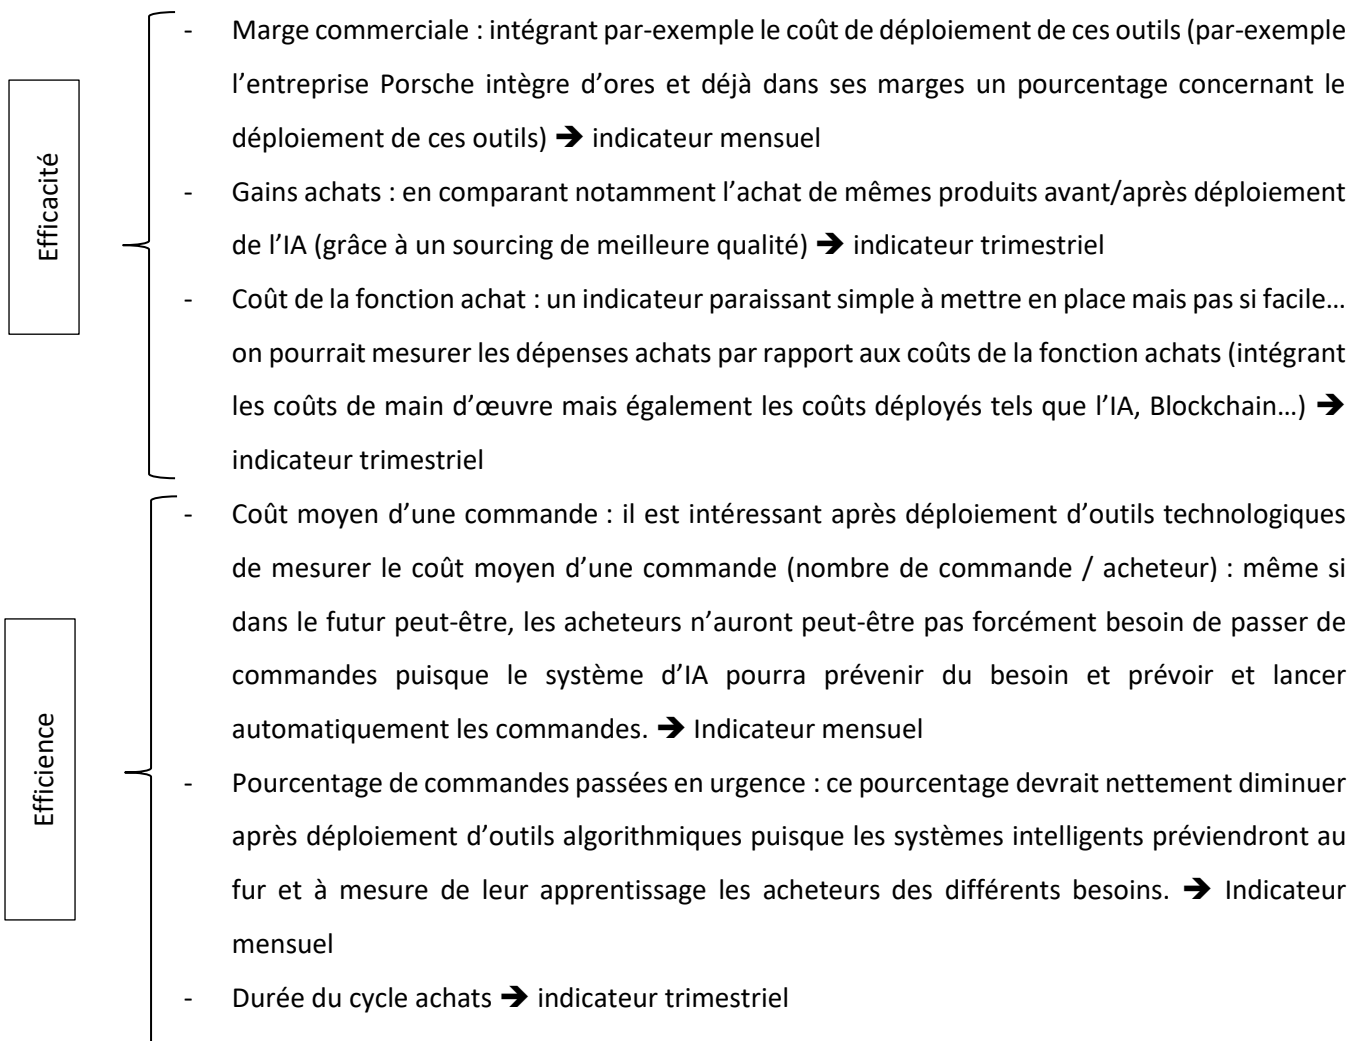 - Marge commerciale : intégrant par-exemple le coût de déploiement de ces outils (par-exemple
l’entreprise Porsche intègre d’ores et déjà dans ses marges un pourcentage concernant le
déploiement de ces outils) ➔ indicateur mensuel
Efficacité
- Gains achats : en comparant notamment l’achat de mêmes produits avant/après déploiement
de l’IA (grâce à un sourcing de meilleure qualité) ➔ indicateur trimestriel
- Coût de la fonction achat : un indicateur paraissant simple à mettre en place mais pas si facile…
on pourrait mesurer les dépenses achats par rapport aux coûts de la fonction achats (intégrant
les coûts de main d’œuvre mais également les coûts déployés tels que l’IA, Blockchain…) ➔
indicateur trimestriel
- Coût moyen d’une commande : il est intéressant après déploiement d’outils technologiques
de mesurer le coût moyen d’une commande (nombre de commande / acheteur) : même si
dans le futur peut-être, les acheteurs n’auront peut-être pas forcément besoin de passer de
commandes puisque le système d’IA pourra prévenir du besoin et prévoir et lancer
automatiquement les commandes. ➔ Indicateur mensuel
Efficience
- Pourcentage de commandes passées en urgence : ce pourcentage devrait nettement diminuer
après déploiement d’outils algorithmiques puisque les systèmes intelligents préviendront au
fur et à mesure de leur apprentissage les acheteurs des différents besoins. ➔ Indicateur
mensuel
- Durée du cycle achats ➔ indicateur trimestriel